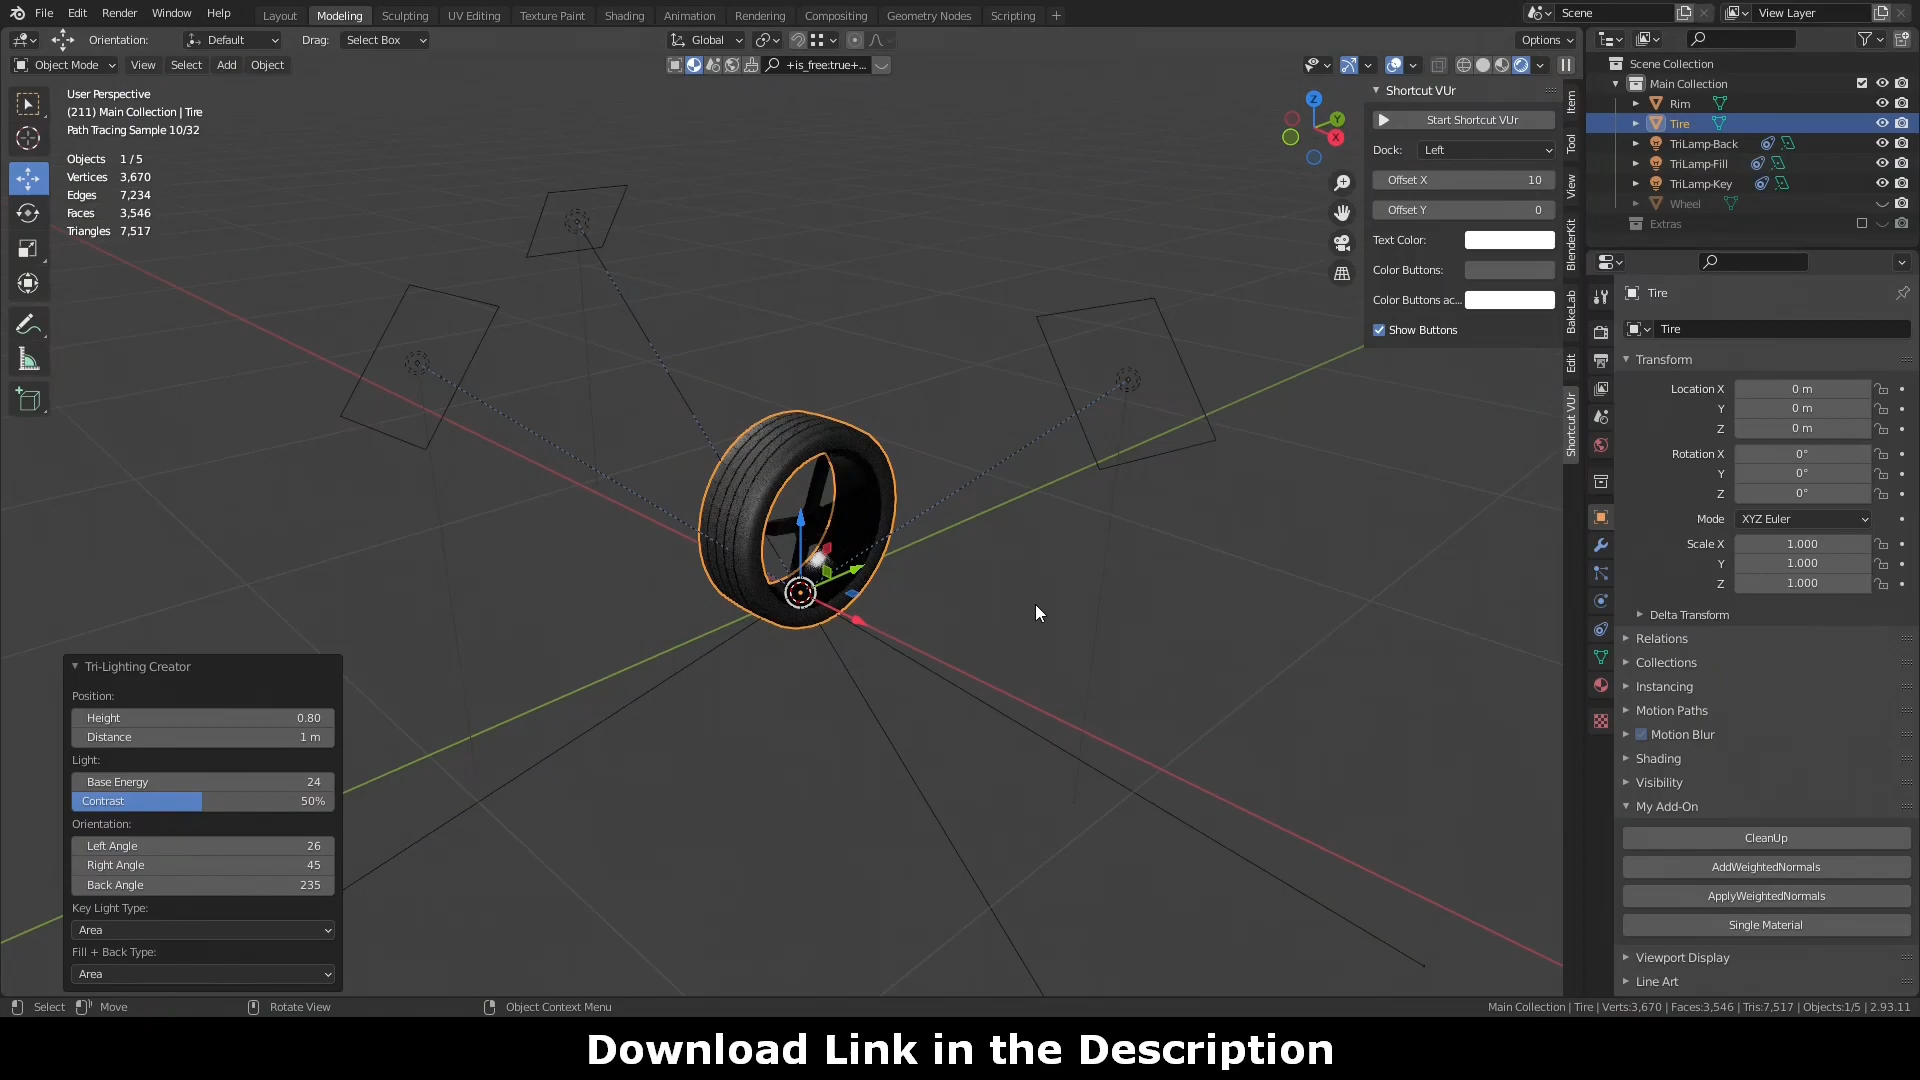 File Edit Render Window Help Layout Modeling Sculpting UV Editing Texture Paint Shading Animation Rendering Compositing Geometry Nodes Scripting Scene View Layer
Orientation: Default Drag: Select Box Global Options
Object Mode View Select Add Object +is_free:true+...
User Perspective
(211) Main Collection | Tire
Path Tracing Sample 10/32
Objects 1 / 5
Vertices 3,670
Edges 7,234
Faces 3,546
Triangles 7,517
Z
Y
X
Shortcut VUr
Start Shortcut VUr
Dock: Left
Offset X 10
Offset Y 0
Text Color:
Color Buttons:
Color Buttons ac...
Show Buttons
Item
Tool
View
BlenderKit
BakeLab
Edit
Shortcut VUr
Scene Collection
Main Collection
Rim
Tire
TriLamp-Back
TriLamp-Fill
TriLamp-Key
Wheel
Extras
Tire
Tire
Transform
Location X 0 m
Y 0 m
Z 0 m
Rotation X 0°
Y 0°
Z 0°
Mode XYZ Euler
Scale X 1.000
Y 1.000
Z 1.000
Delta Transform
Relations
Collections
Instancing
Motion Paths
Motion Blur
Shading
Visibility
My Add-On
CleanUp
AddWeightedNormals
ApplyWeightedNormals
Single Material
Viewport Display
Line Art
Tri-Lighting Creator
Position:
Height 0.80
Distance 1 m
Light:
Base Energy 24
Contrast 50%
Orientation:
Left Angle 26
Right Angle 45
Back Angle 235
Key Light Type:
Area
Fill + Back Type:
Area
Select Move Rotate View Object Context Menu Main Collection | Tire | Verts:3,670 | Faces:3,546 | Tris:7,517 | Objects:1/5 | 2.93.11
Download Link in the Description